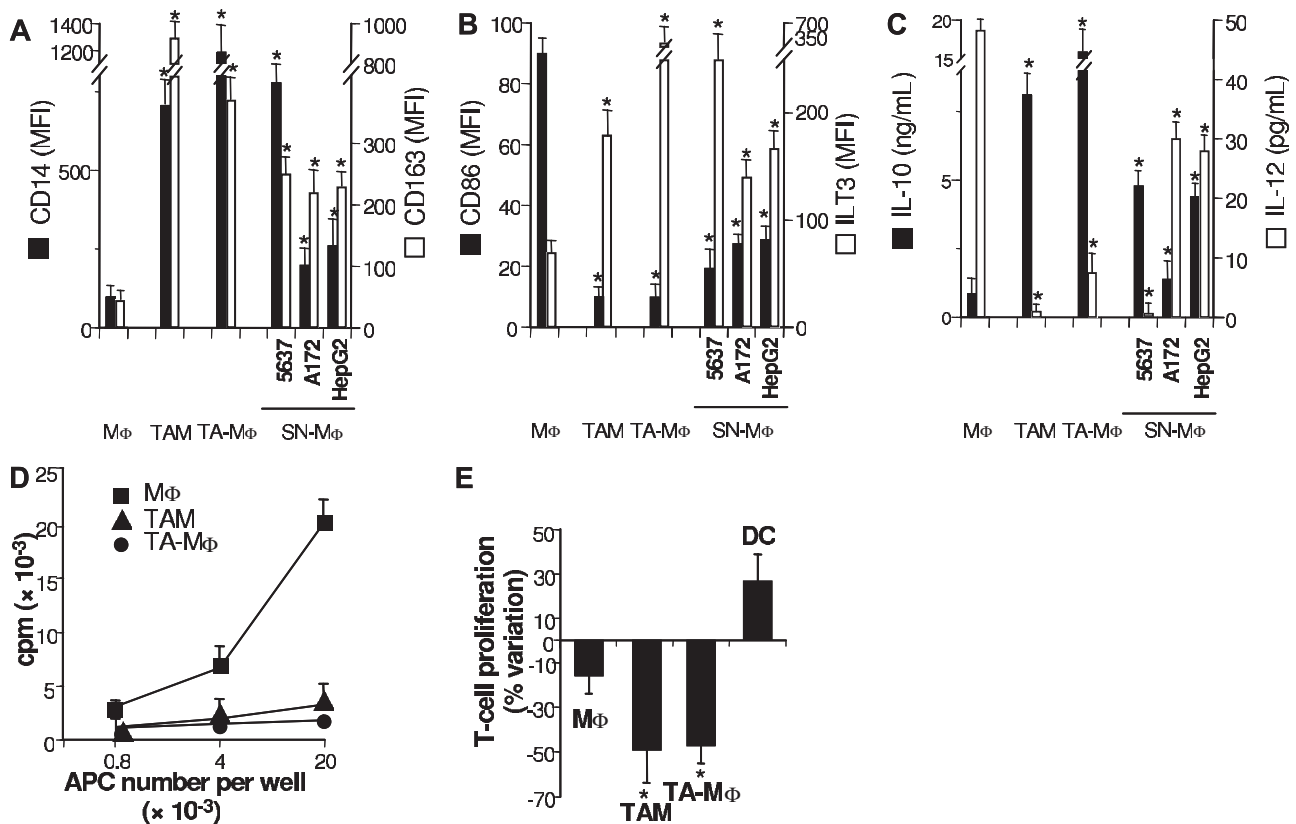 A
1400
1200
500
0
CD14 (MFI)
1000
800
300
200
100
0
CD163 (MFI)
* * * * * * * * * *
5637
A172
HepG2
MΦ TAM TA-MΦ SN-MΦ
B
100
80
60
40
20
0
CD86 (MFI)
700
350
200
100
0
ILT3 (MFI)
* * * * * * * * * *
5637
A172
HepG2
MΦ TAM TA-MΦ SN-MΦ
C
20
15
5
0
IL-10 (ng/mL)
50
40
30
20
10
0
IL-12 (pg/mL)
* * * * * * * * * *
5637
A172
HepG2
MΦ TAM TA-MΦ SN-MΦ
D
25
20
15
10
5
0
cpm (× 10-3)
MΦ
TAM
TA-MΦ
0.8 4 20
APC number per well
(× 10-3)
E
50
30
10
0
-10
-30
-50
-70
T-cell proliferation
(% variation)
DC
MΦ
* *
TAM TA-MΦ